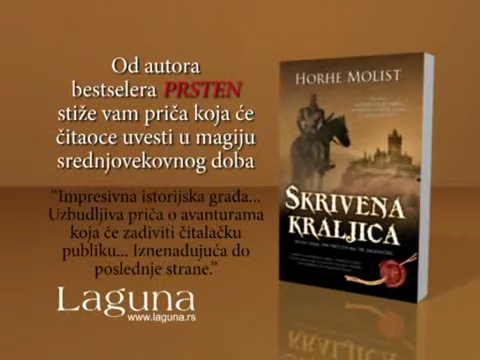 Od autora
bestselera PRSTEN
stiže vam priča koja će
čitaoce uvesti u magiju
srednjovekovnog doba
“Impresivna istorijska građa...
Uzbudljiva priča o avanturama
koja će zadiviti čitalačku
publiku... Iznenađujuća do
poslednje strane.”
Laguna
www.laguna.rs
HORHE MOLIST
SKRIVENA
KRALJICA